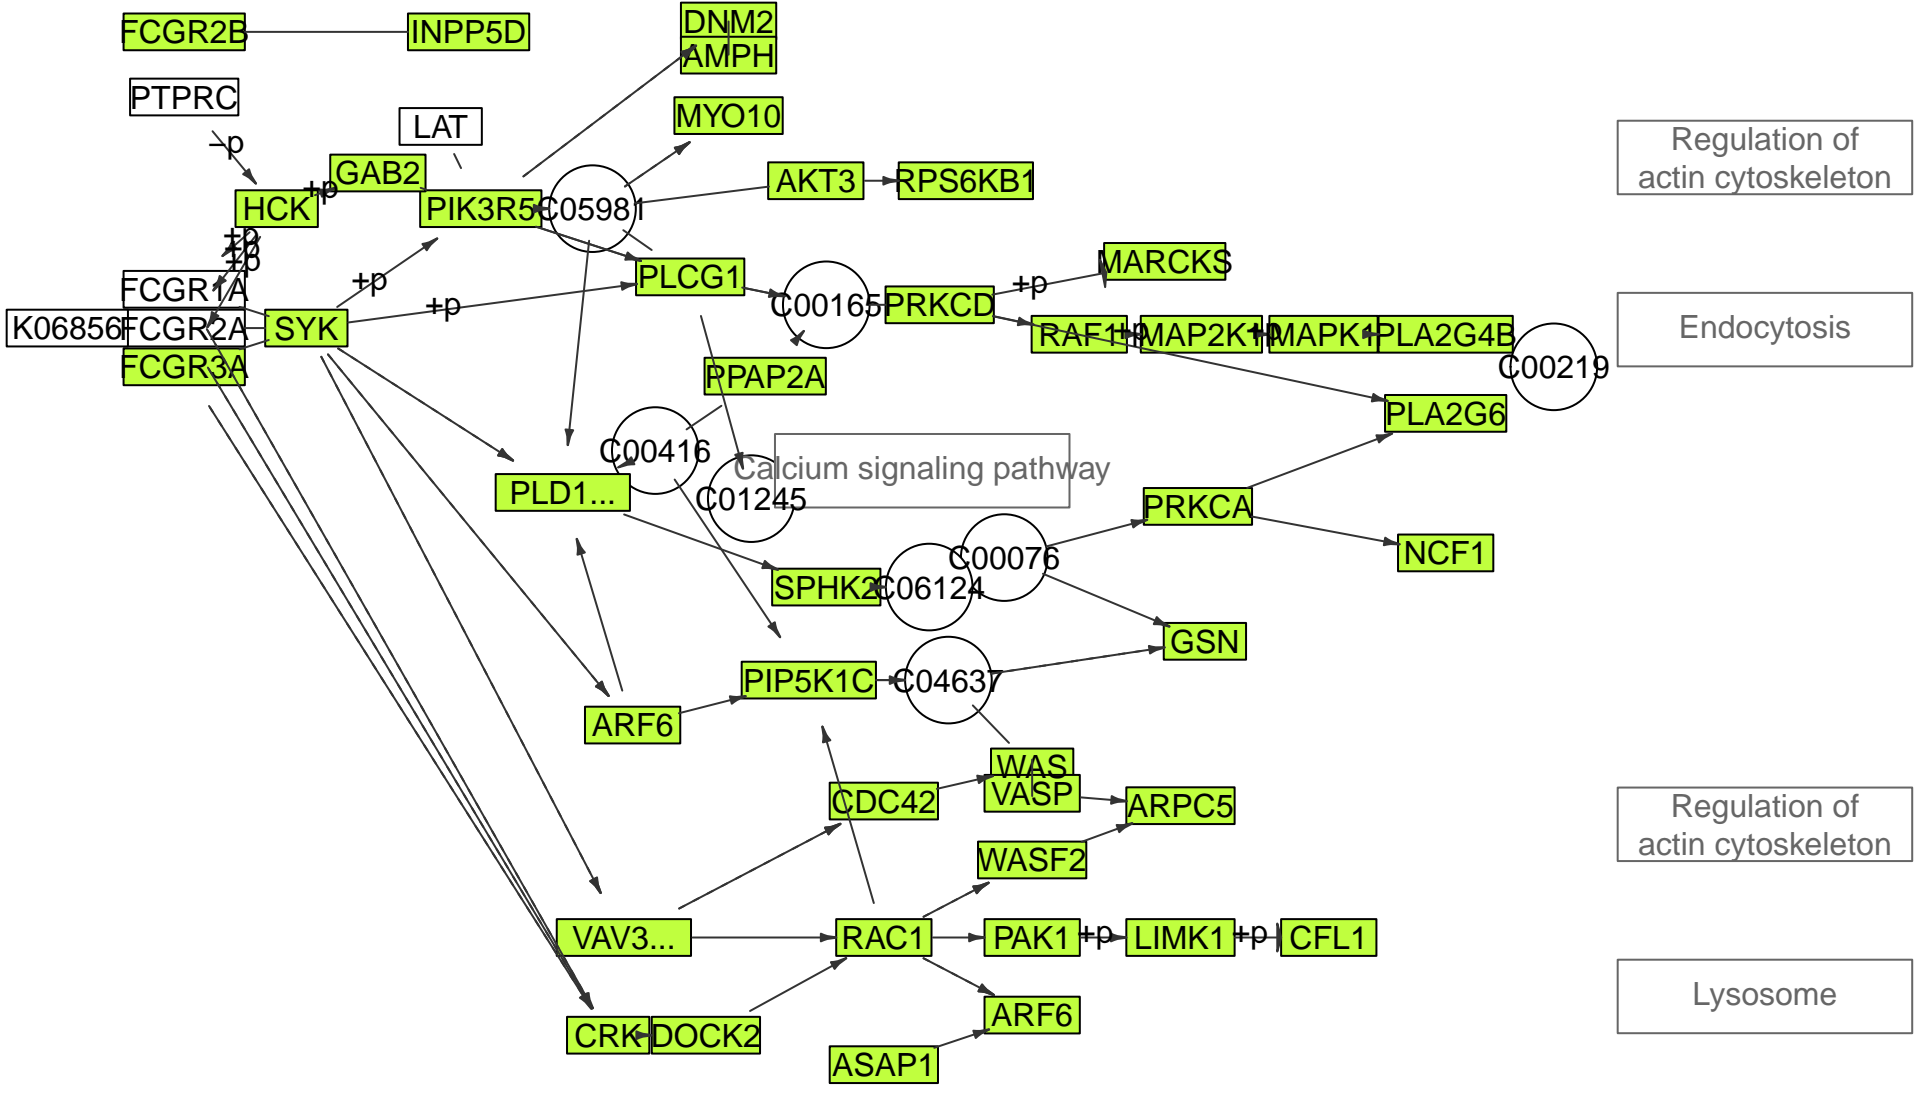 FCGR2B
INPP5D
DNM2
AMPH
PTPRC
LAT
MYO10
–p
GAB2
+p
HCK
PIK3R5
C05981
AKT3
RPS6KB1
Regulation of
actin cytoskeleton
+p
+p
+p
FCGR1A
+p
PLCG1
+p
C00165
PRKCD
+p
MARCKS
K06856
FCGR2A
SYK
RAF1
+p
MAP2K1
+p
MAPK1
PLA2G4B
Endocytosis
FCGR3A
PPAP2A
C00219
PLA2G6
C00416
Calcium signaling pathway
PLD1...
C01245
PRKCA
NCF1
C00076
SPHK2
C06124
GSN
PIP5K1C
C04637
ARF6
WAS
VASP
CDC42
ARPC5
Regulation of
actin cytoskeleton
WASF2
VAV3...
RAC1
PAK1
+p
LIMK1
+p
CFL1
Lysosome
ARF6
CRK
DOCK2
ASAP1